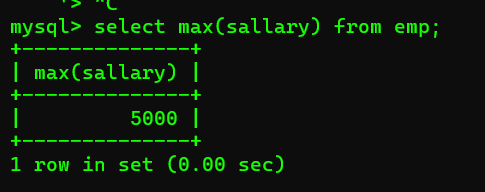 '> ^C
mysql> select max(sallary) from emp;
+--------------+
| max(sallary) |
+--------------+
|         5000 |
+--------------+
1 row in set (0.00 sec)